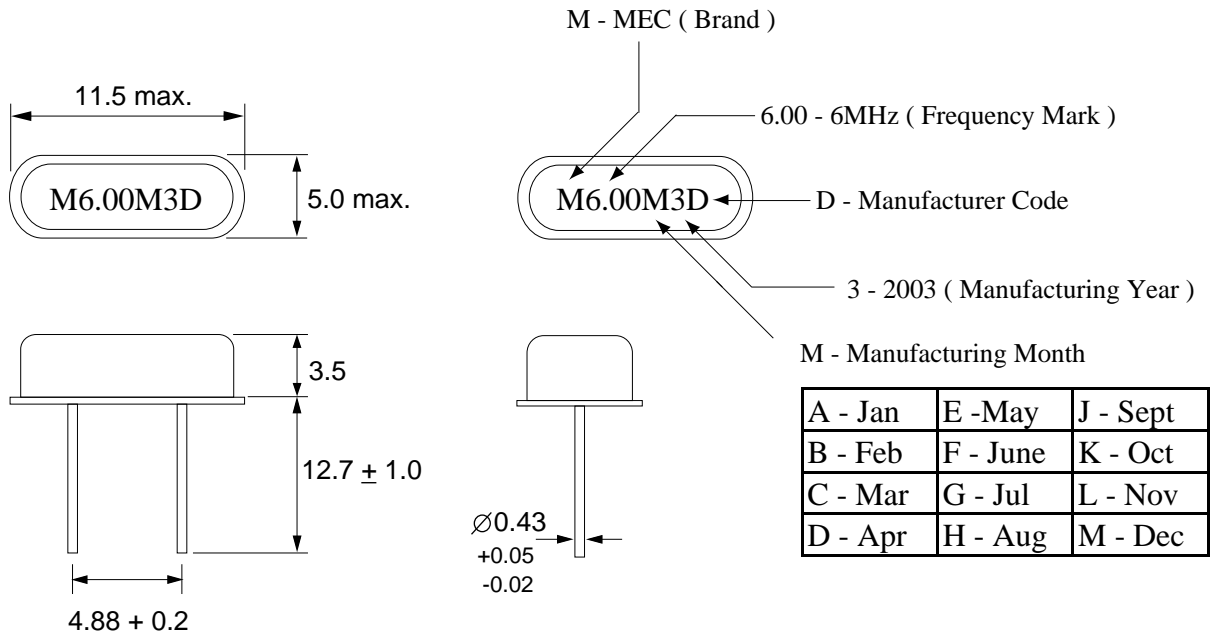 M - MEC ( Brand )
11.5 max.
6.00 - 6MHz ( Frequency Mark )
M6.00M3D
5.0 max.
M6.00M3D
D - Manufacturer Code
3 - 2003 ( Manufacturing Year )
M - Manufacturing Month
3.5
12.7 ± 1.0
4.88 + 0.2
∅0.43
+0.05
-0.02
A - Jan E -May J - Sept
B - Feb F - June K - Oct
C - Mar G - Jul L - Nov
D - Apr H - Aug M - Dec